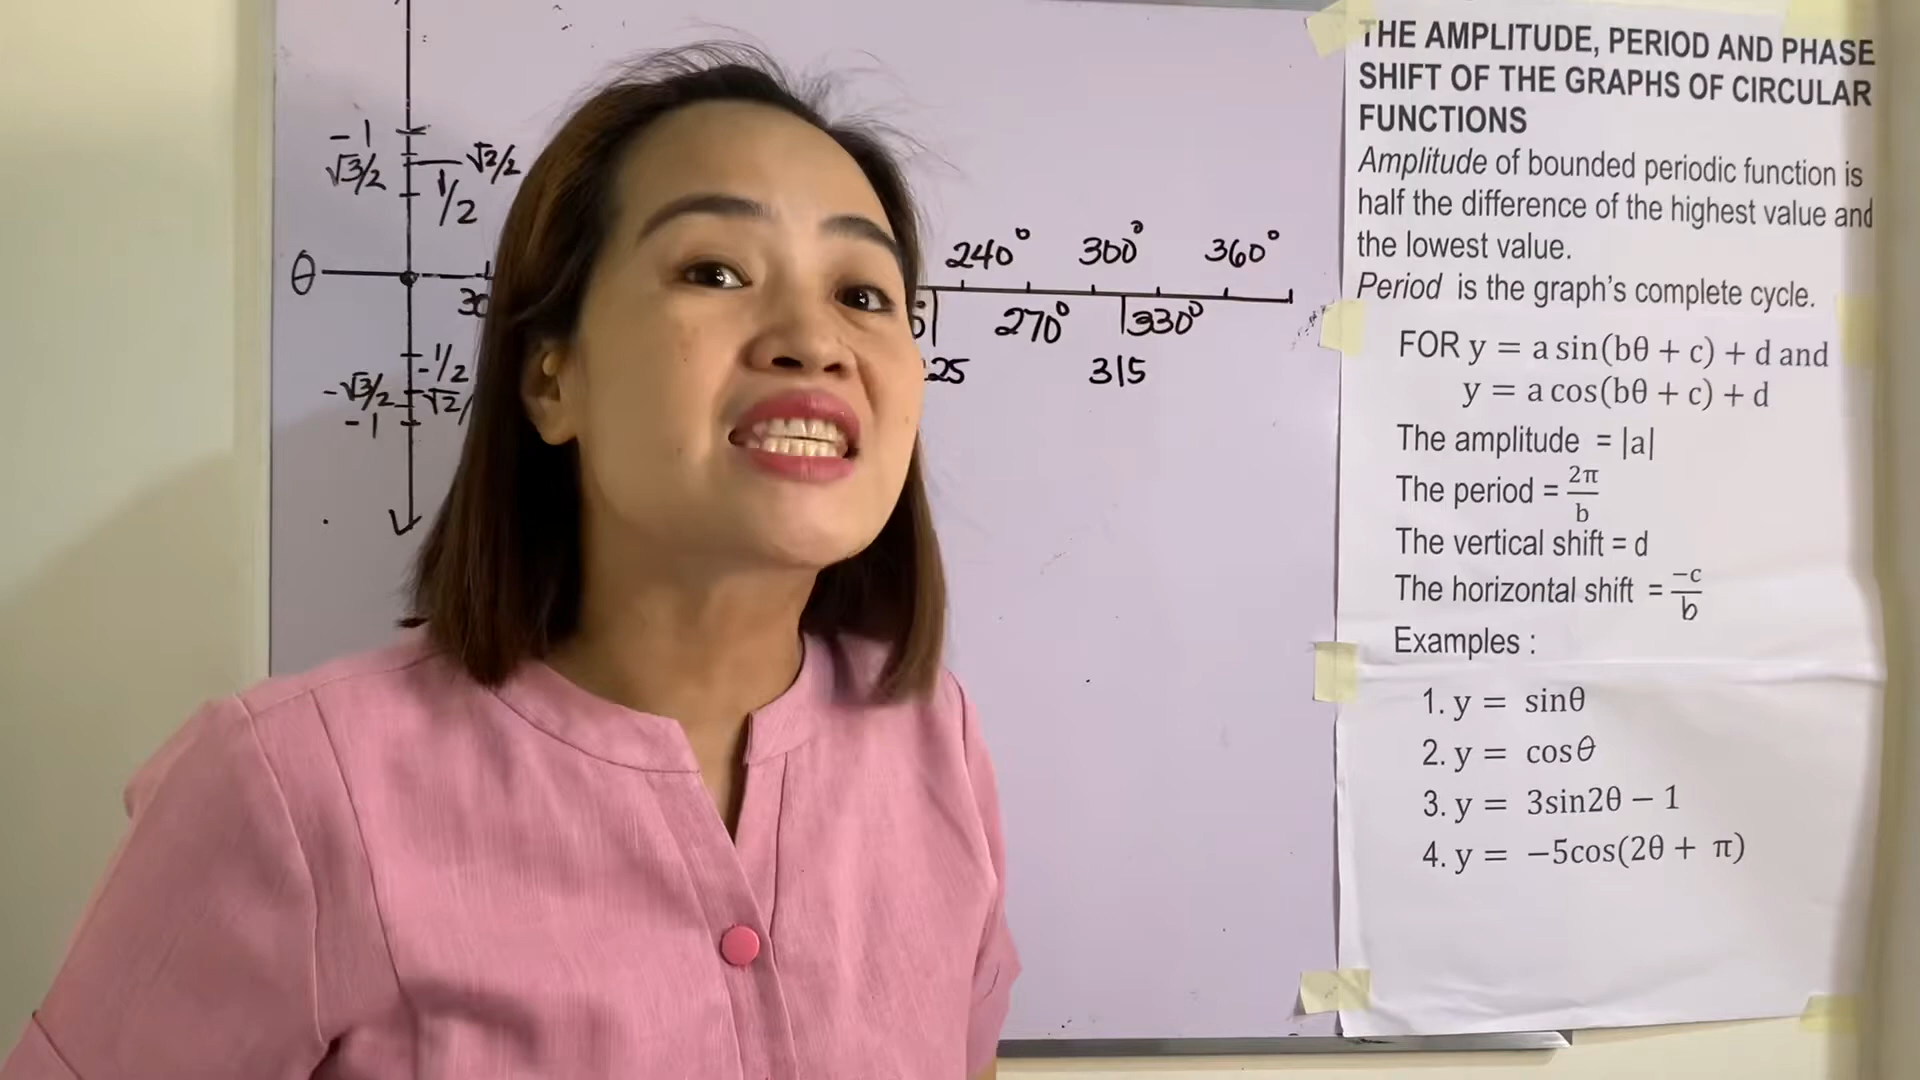 -1
√3/2
√2/2
1/2
θ
30
240°
300°
360°
270°
330°
25
315
-1/2
-√3/2
√2/
-1
THE AMPLITUDE, PERIOD AND PHASE
SHIFT OF THE GRAPHS OF CIRCULAR
FUNCTIONS
Amplitude of bounded periodic function is
half the difference of the highest value and
the lowest value.
Period is the graph's complete cycle.
FOR y = a sin(bθ + c) + d and
y = a cos(bθ + c) + d
The amplitude = |a|
The period = 2π/b
The vertical shift = d
The horizontal shift = -c/b
Examples :
1. y = sinθ
2. y = cosθ
3. y = 3sin2θ − 1
4. y = −5cos(2θ + π)